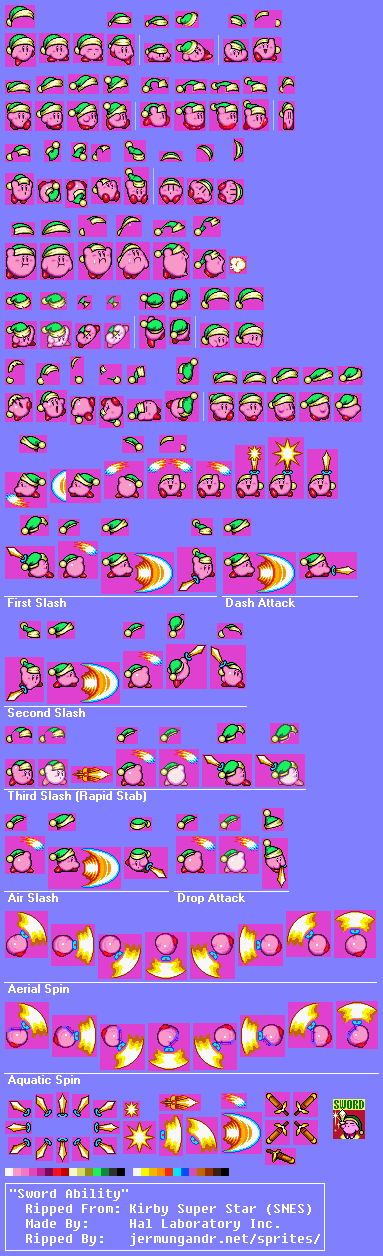 First Slash
Dash Attack
Second Slash
Third Slash (Rapid Stab)
Air Slash
Drop Attack
Aerial Spin
Aquatic Spin
SWORD
"Sword Ability"
Ripped From: Kirby Super Star (SNES)
Made By: Hal Laboratory Inc.
Ripped By: jermungandr.net/sprites/